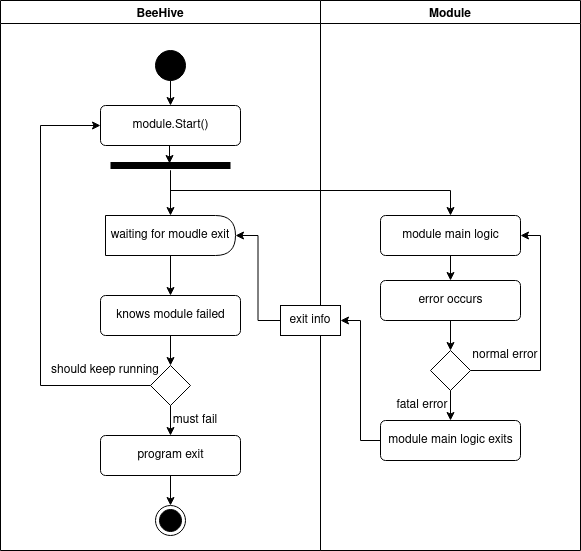 BeeHive
Module
module.Start()
waiting for moudle exit
module main logic
knows module failed
error occurs
exit info
should keep running
normal error
must fail
fatal error
program exit
module main logic exits